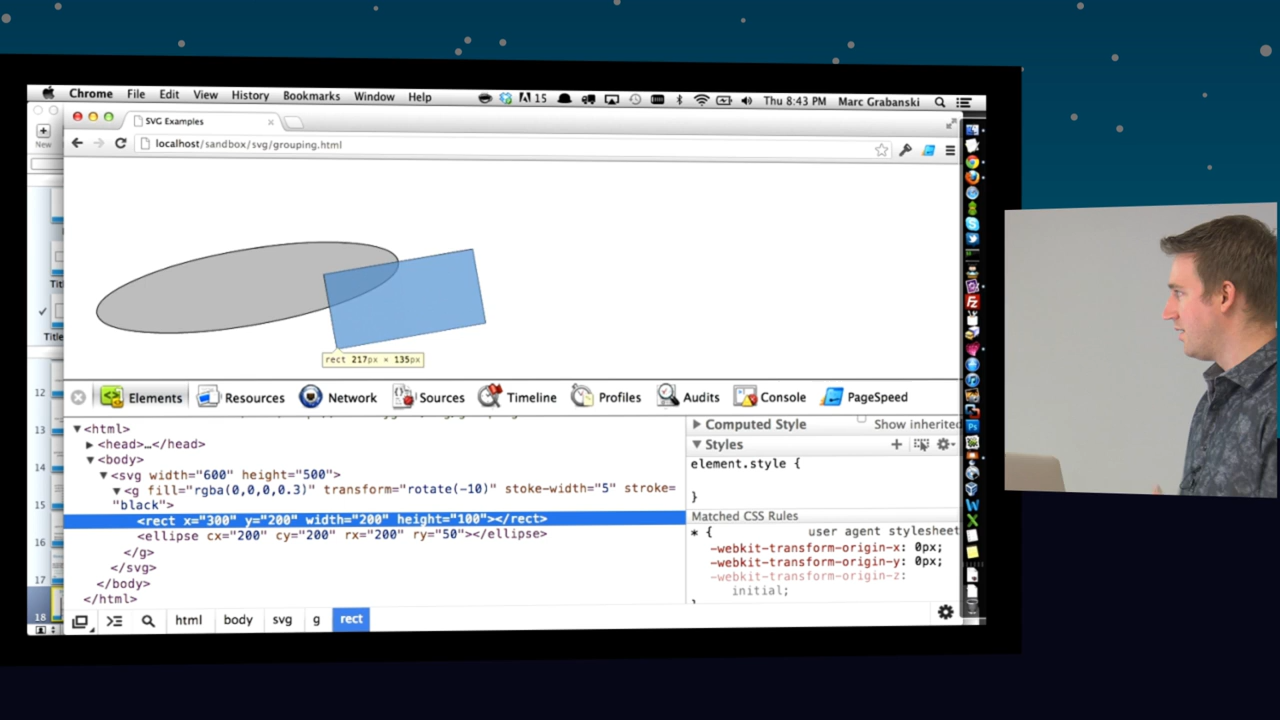 Chrome File Edit View History Bookmarks Window Help 15 Thu 8:43 PM Marc Grabanski
SVG Examples
New
localhost/sandbox/svg/grouping.html
Titl
Title
rect 217px × 135px
Elements Resources Network Sources Timeline Profiles Audits Console PageSpeed
<html>
<head>…</head>
<body>
<svg width="600" height="500">
<g fill="rgba(0,0,0,0.3)" transform="rotate(-10)" stoke-width="5" stroke=
"black">
<rect x="300" y="200" width="200" height="100"></rect>
<ellipse cx="200" cy="200" rx="200" ry="50"></ellipse>
</g>
</svg>
</body>
</html>
Computed Style Show inherited
Styles
element.style {
}
Matched CSS Rules
* { user agent stylesheet
-webkit-transform-origin-x: 0px;
-webkit-transform-origin-y: 0px;
-webkit-transform-origin-z:
initial;
12
13
14
15
16
17
18
html body svg g rect